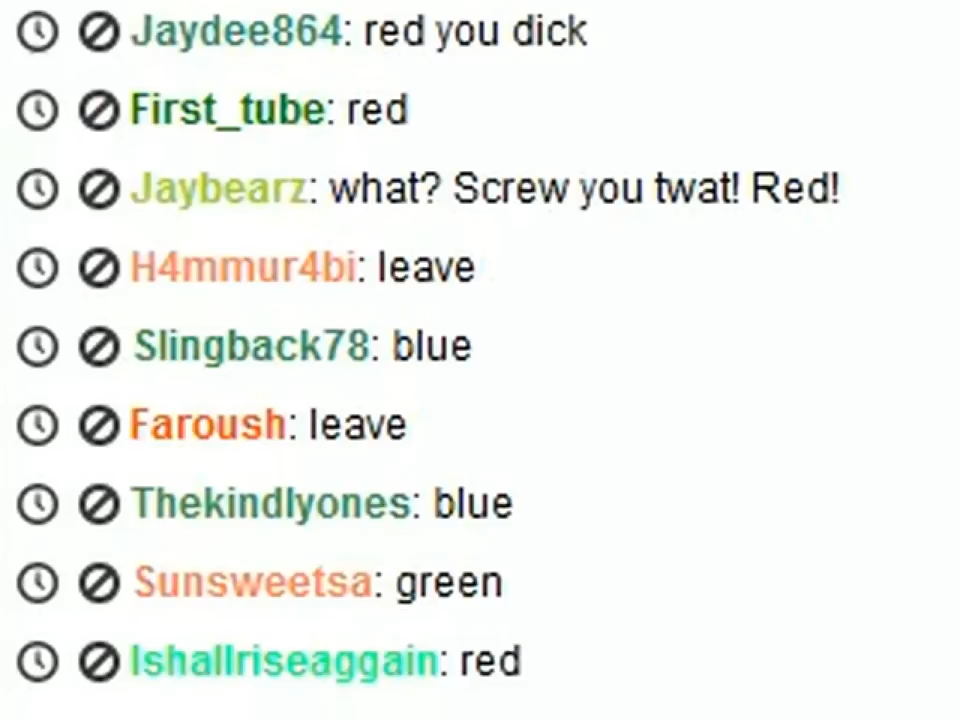 Jaydee864: red you dick
First_tube: red
Jaybearz: what? Screw you twat! Red!
H4mmur4bi: leave
Slingback78: blue
Faroush: leave
Thekindlyones: blue
Sunsweetsa: green
Ishallriseaggain: red